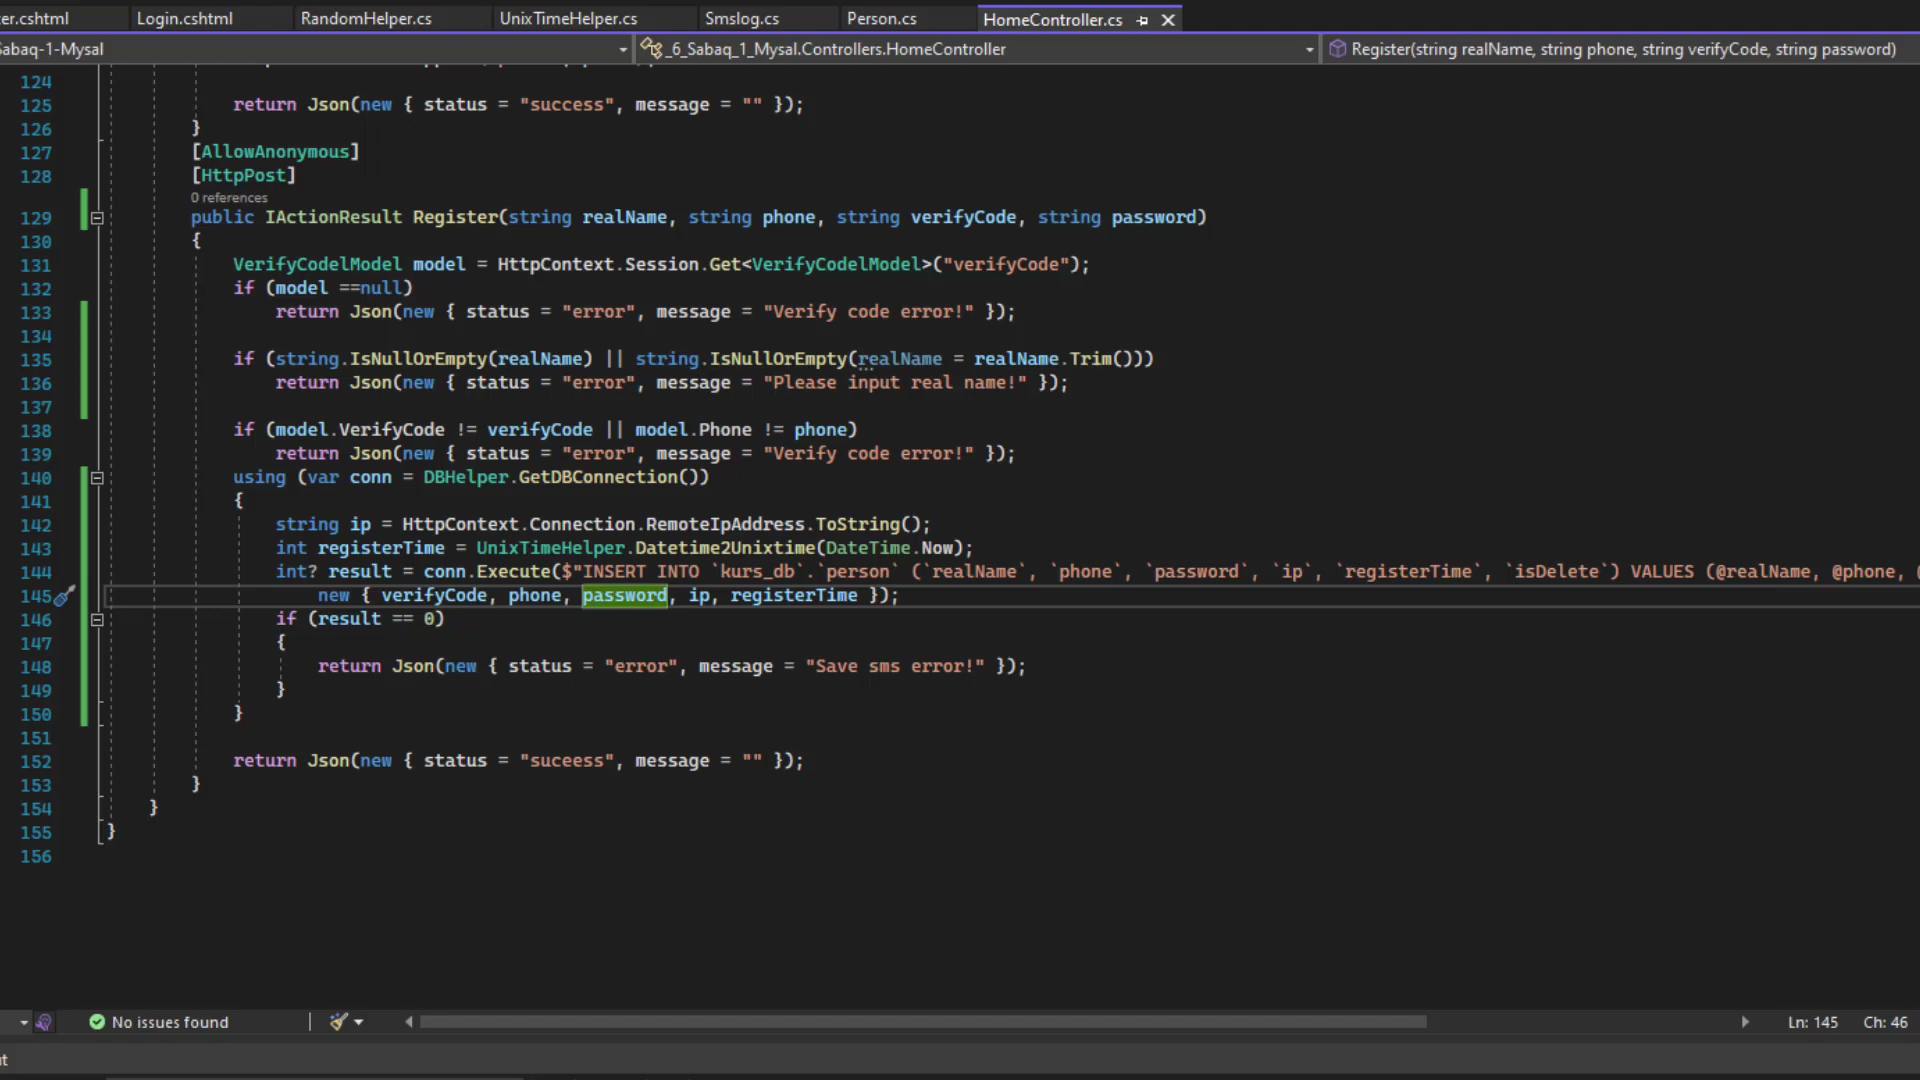 er.cshtml Login.cshtml RandomHelper.cs UnixTimeHelper.cs Smslog.cs Person.cs HomeController.cs
Sabaq-1-Mysal _6_Sabaq_1_Mysal.Controllers.HomeController Register(string realName, string phone, string verifyCode, string password)
124
125 return Json(new { status = "success", message = "" });
126 }
127 [AllowAnonymous]
128 [HttpPost]
0 references
129 public IActionResult Register(string realName, string phone, string verifyCode, string password)
130 {
131 VerifyCodelModel model = HttpContext.Session.Get<VerifyCodelModel>("verifyCode");
132 if (model ==null)
133 return Json(new { status = "error", message = "Verify code error!" });
134
135 if (string.IsNullOrEmpty(realName) || string.IsNullOrEmpty(realName = realName.Trim()))
136 return Json(new { status = "error", message = "Please input real name!" });
137
138 if (model.VerifyCode != verifyCode || model.Phone != phone)
139 return Json(new { status = "error", message = "Verify code error!" });
140 using (var conn = DBHelper.GetDBConnection())
141 {
142 string ip = HttpContext.Connection.RemoteIpAddress.ToString();
143 int registerTime = UnixTimeHelper.Datetime2Unixtime(DateTime.Now);
144 int? result = conn.Execute($"INSERT INTO `kurs_db`.`person` (`realName`, `phone`, `password`, `ip`, `registerTime`, `isDelete`) VALUES (@realName, @phone,
145 new { verifyCode, phone, password, ip, registerTime });
146 if (result == 0)
147 {
148 return Json(new { status = "error", message = "Save sms error!" });
149 }
150 }
151
152 return Json(new { status = "suceess", message = "" });
153 }
154 }
155 }
156
No issues found Ln: 145 Ch: 46